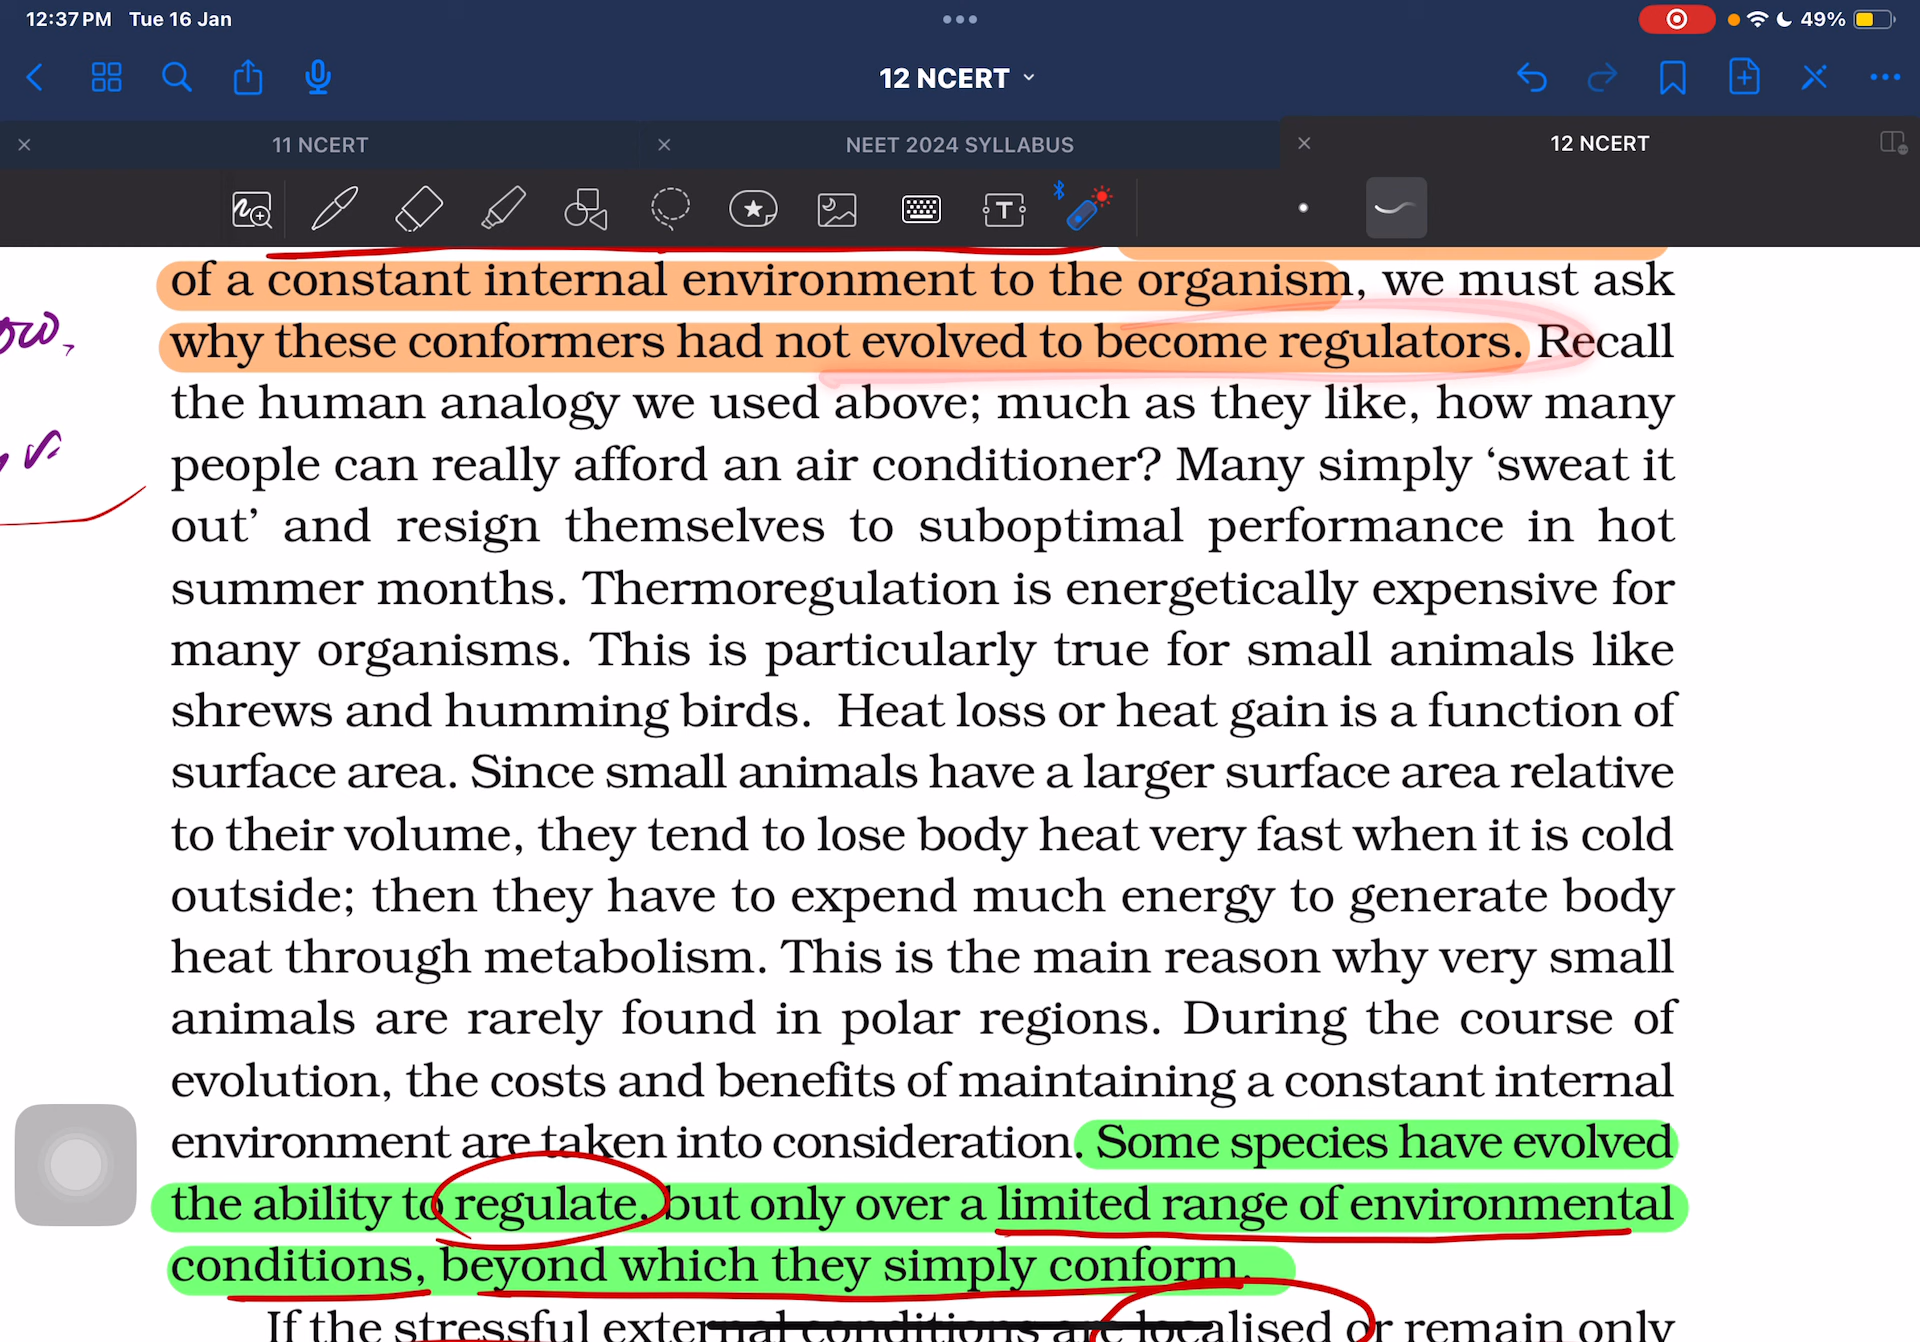 12:37 PM Tue 16 Jan
49%
12 NCERT
11 NCERT
NEET 2024 SYLLABUS
12 NCERT
of a constant internal environment to the organism, we must ask
why these conformers had not evolved to become regulators. Recall
the human analogy we used above; much as they like, how many
people can really afford an air conditioner? Many simply ‘sweat it
out’ and resign themselves to suboptimal performance in hot
summer months. Thermoregulation is energetically expensive for
many organisms. This is particularly true for small animals like
shrews and humming birds. Heat loss or heat gain is a function of
surface area. Since small animals have a larger surface area relative
to their volume, they tend to lose body heat very fast when it is cold
outside; then they have to expend much energy to generate body
heat through metabolism. This is the main reason why very small
animals are rarely found in polar regions. During the course of
evolution, the costs and benefits of maintaining a constant internal
environment are taken into consideration. Some species have evolved
the ability to regulate, but only over a limited range of environmental
conditions, beyond which they simply conform.
If the stressful external conditions are localised or remain only